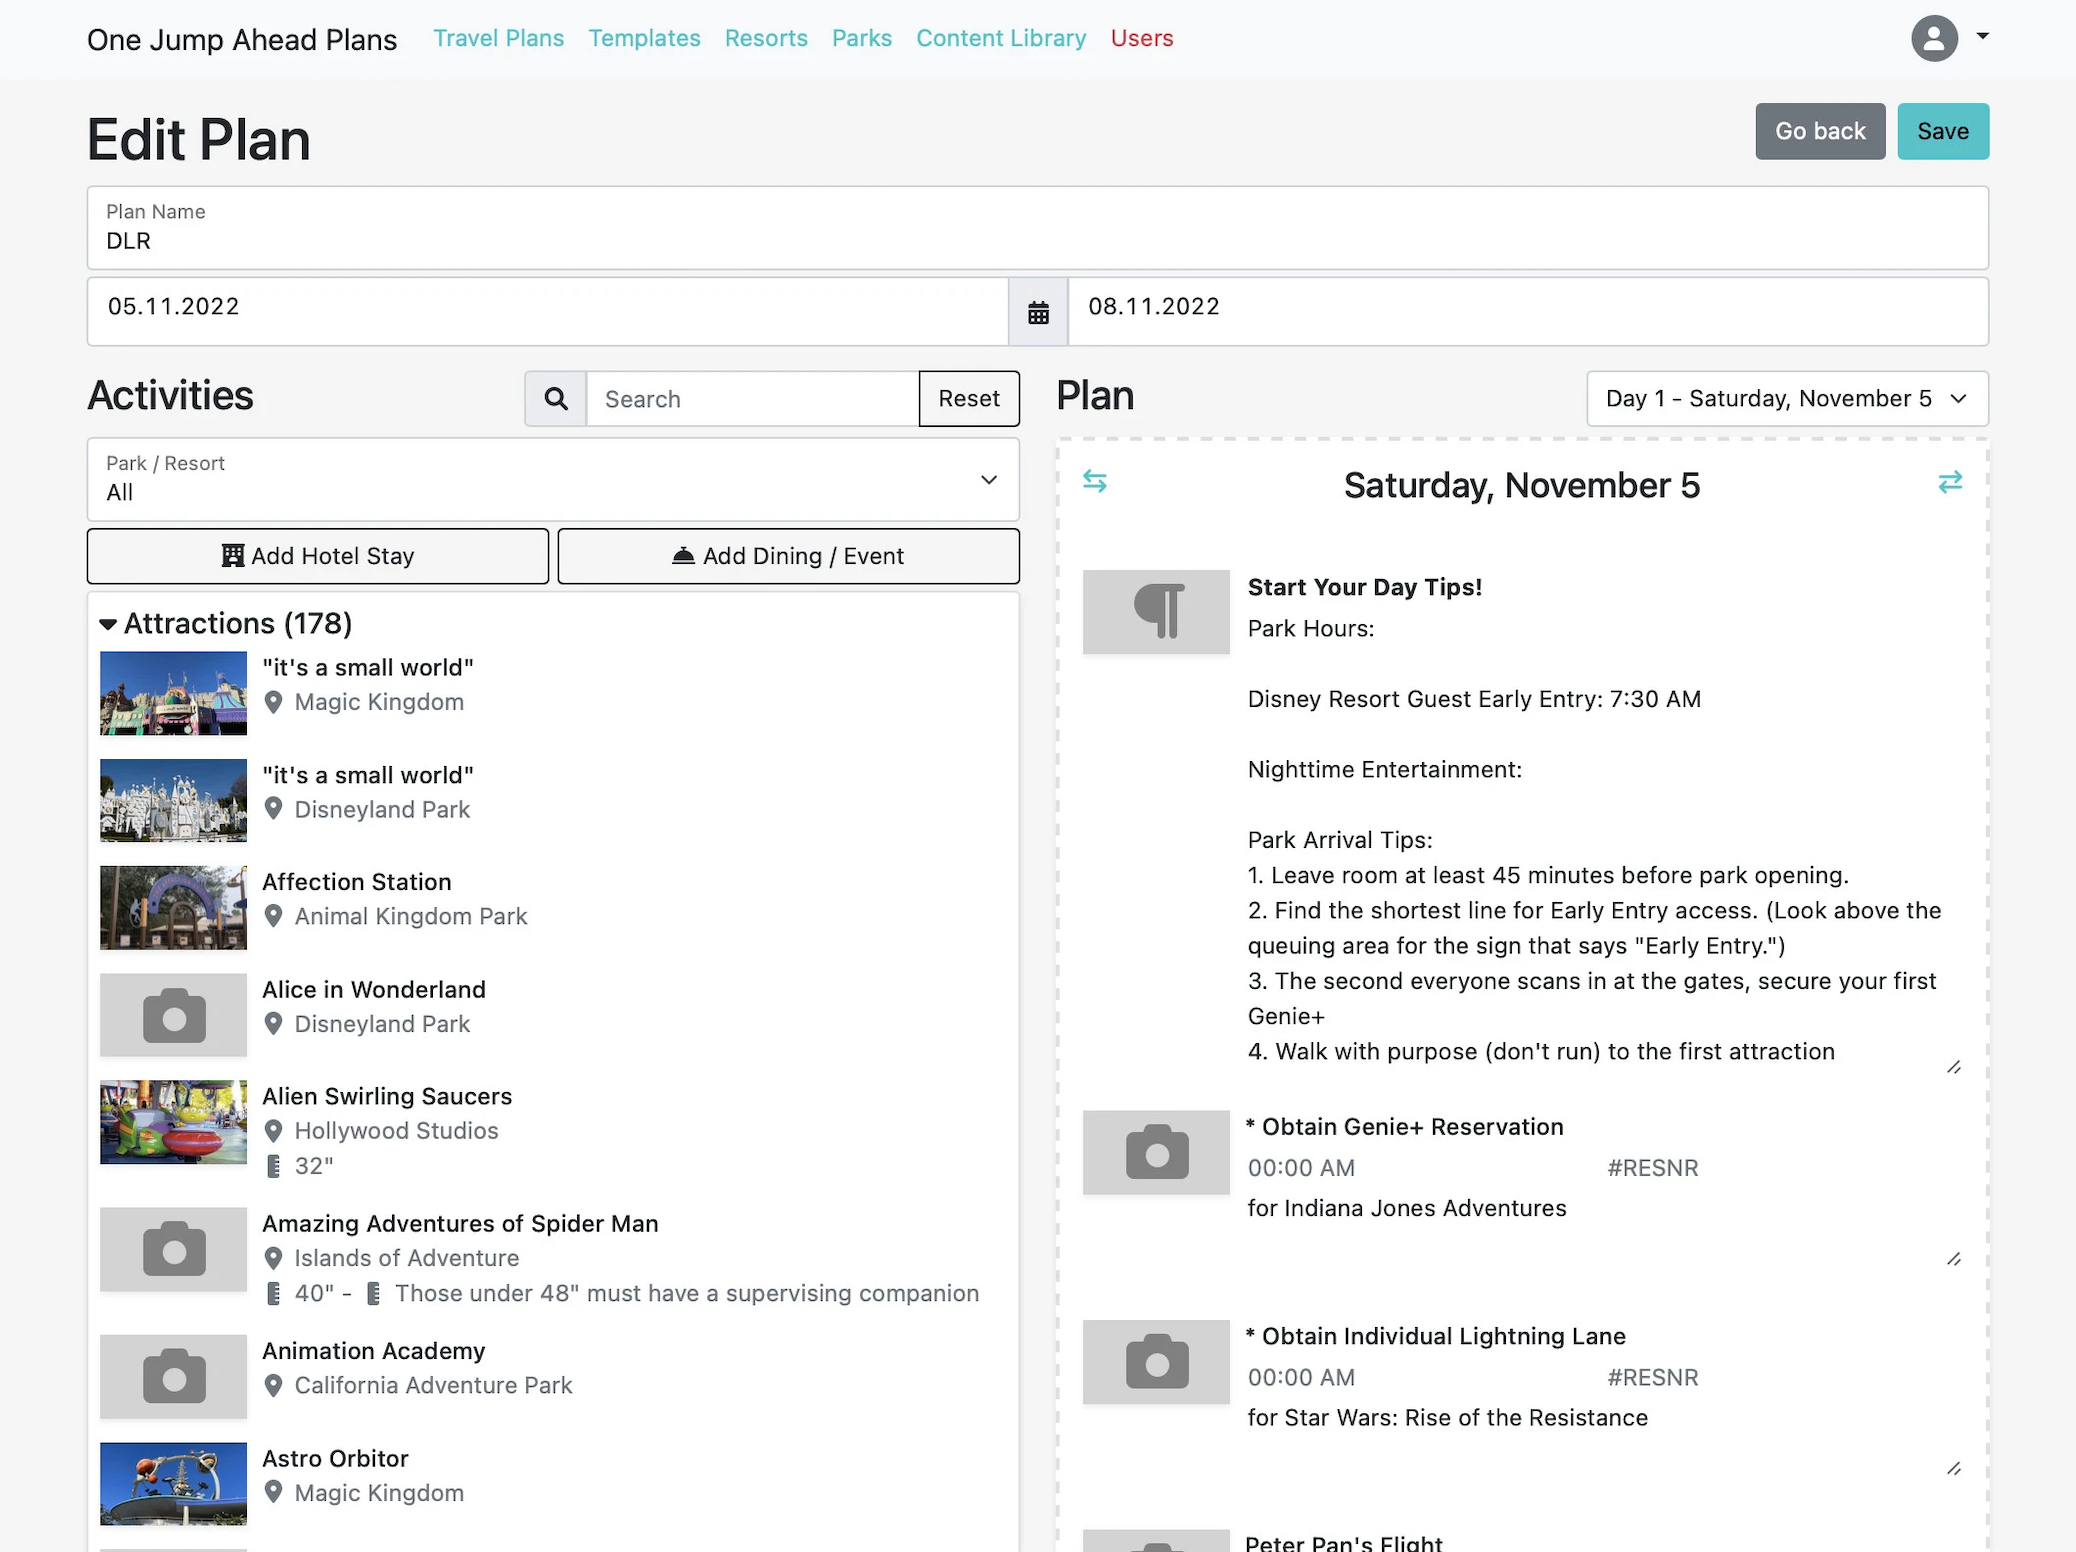 One Jump Ahead Plans Travel Plans Templates Resorts Parks Content Library Users
Edit Plan
Go back Save
Plan Name
DLR
05.11.2022 08.11.2022
Activities
Search Reset
Park / Resort
All
Add Hotel Stay Add Dining / Event
Attractions (178)
"it's a small world"
Magic Kingdom
"it's a small world"
Disneyland Park
Affection Station
Animal Kingdom Park
Alice in Wonderland
Disneyland Park
Alien Swirling Saucers
Hollywood Studios
32"
Amazing Adventures of Spider Man
Islands of Adventure
40" - Those under 48" must have a supervising companion
Animation Academy
California Adventure Park
Astro Orbitor
Magic Kingdom
Plan
Day 1 - Saturday, November 5
Saturday, November 5
Start Your Day Tips!
Park Hours:
Disney Resort Guest Early Entry: 7:30 AM
Nighttime Entertainment:
Park Arrival Tips:
1. Leave room at least 45 minutes before park opening.
2. Find the shortest line for Early Entry access. (Look above the
queuing area for the sign that says "Early Entry.")
3. The second everyone scans in at the gates, secure your first
Genie+
4. Walk with purpose (don't run) to the first attraction
* Obtain Genie+ Reservation
00:00 AM #RESNR
for Indiana Jones Adventures
* Obtain Individual Lightning Lane
00:00 AM #RESNR
for Star Wars: Rise of the Resistance
Peter Pan's Flight